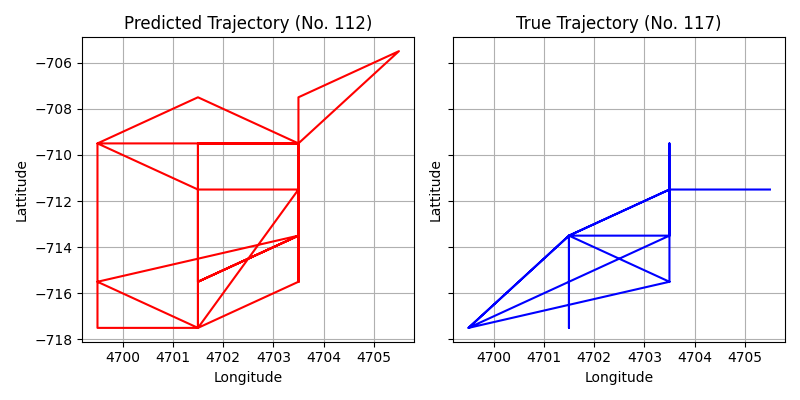 Predicted Trajectory (No. 112)
True Trajectory (No. 117)
−706
−708
−710
−712
−714
−716
−718
Lattitude
Lattitude
4700 4701 4702 4703 4704 4705
4700 4701 4702 4703 4704 4705
Longitude
Longitude